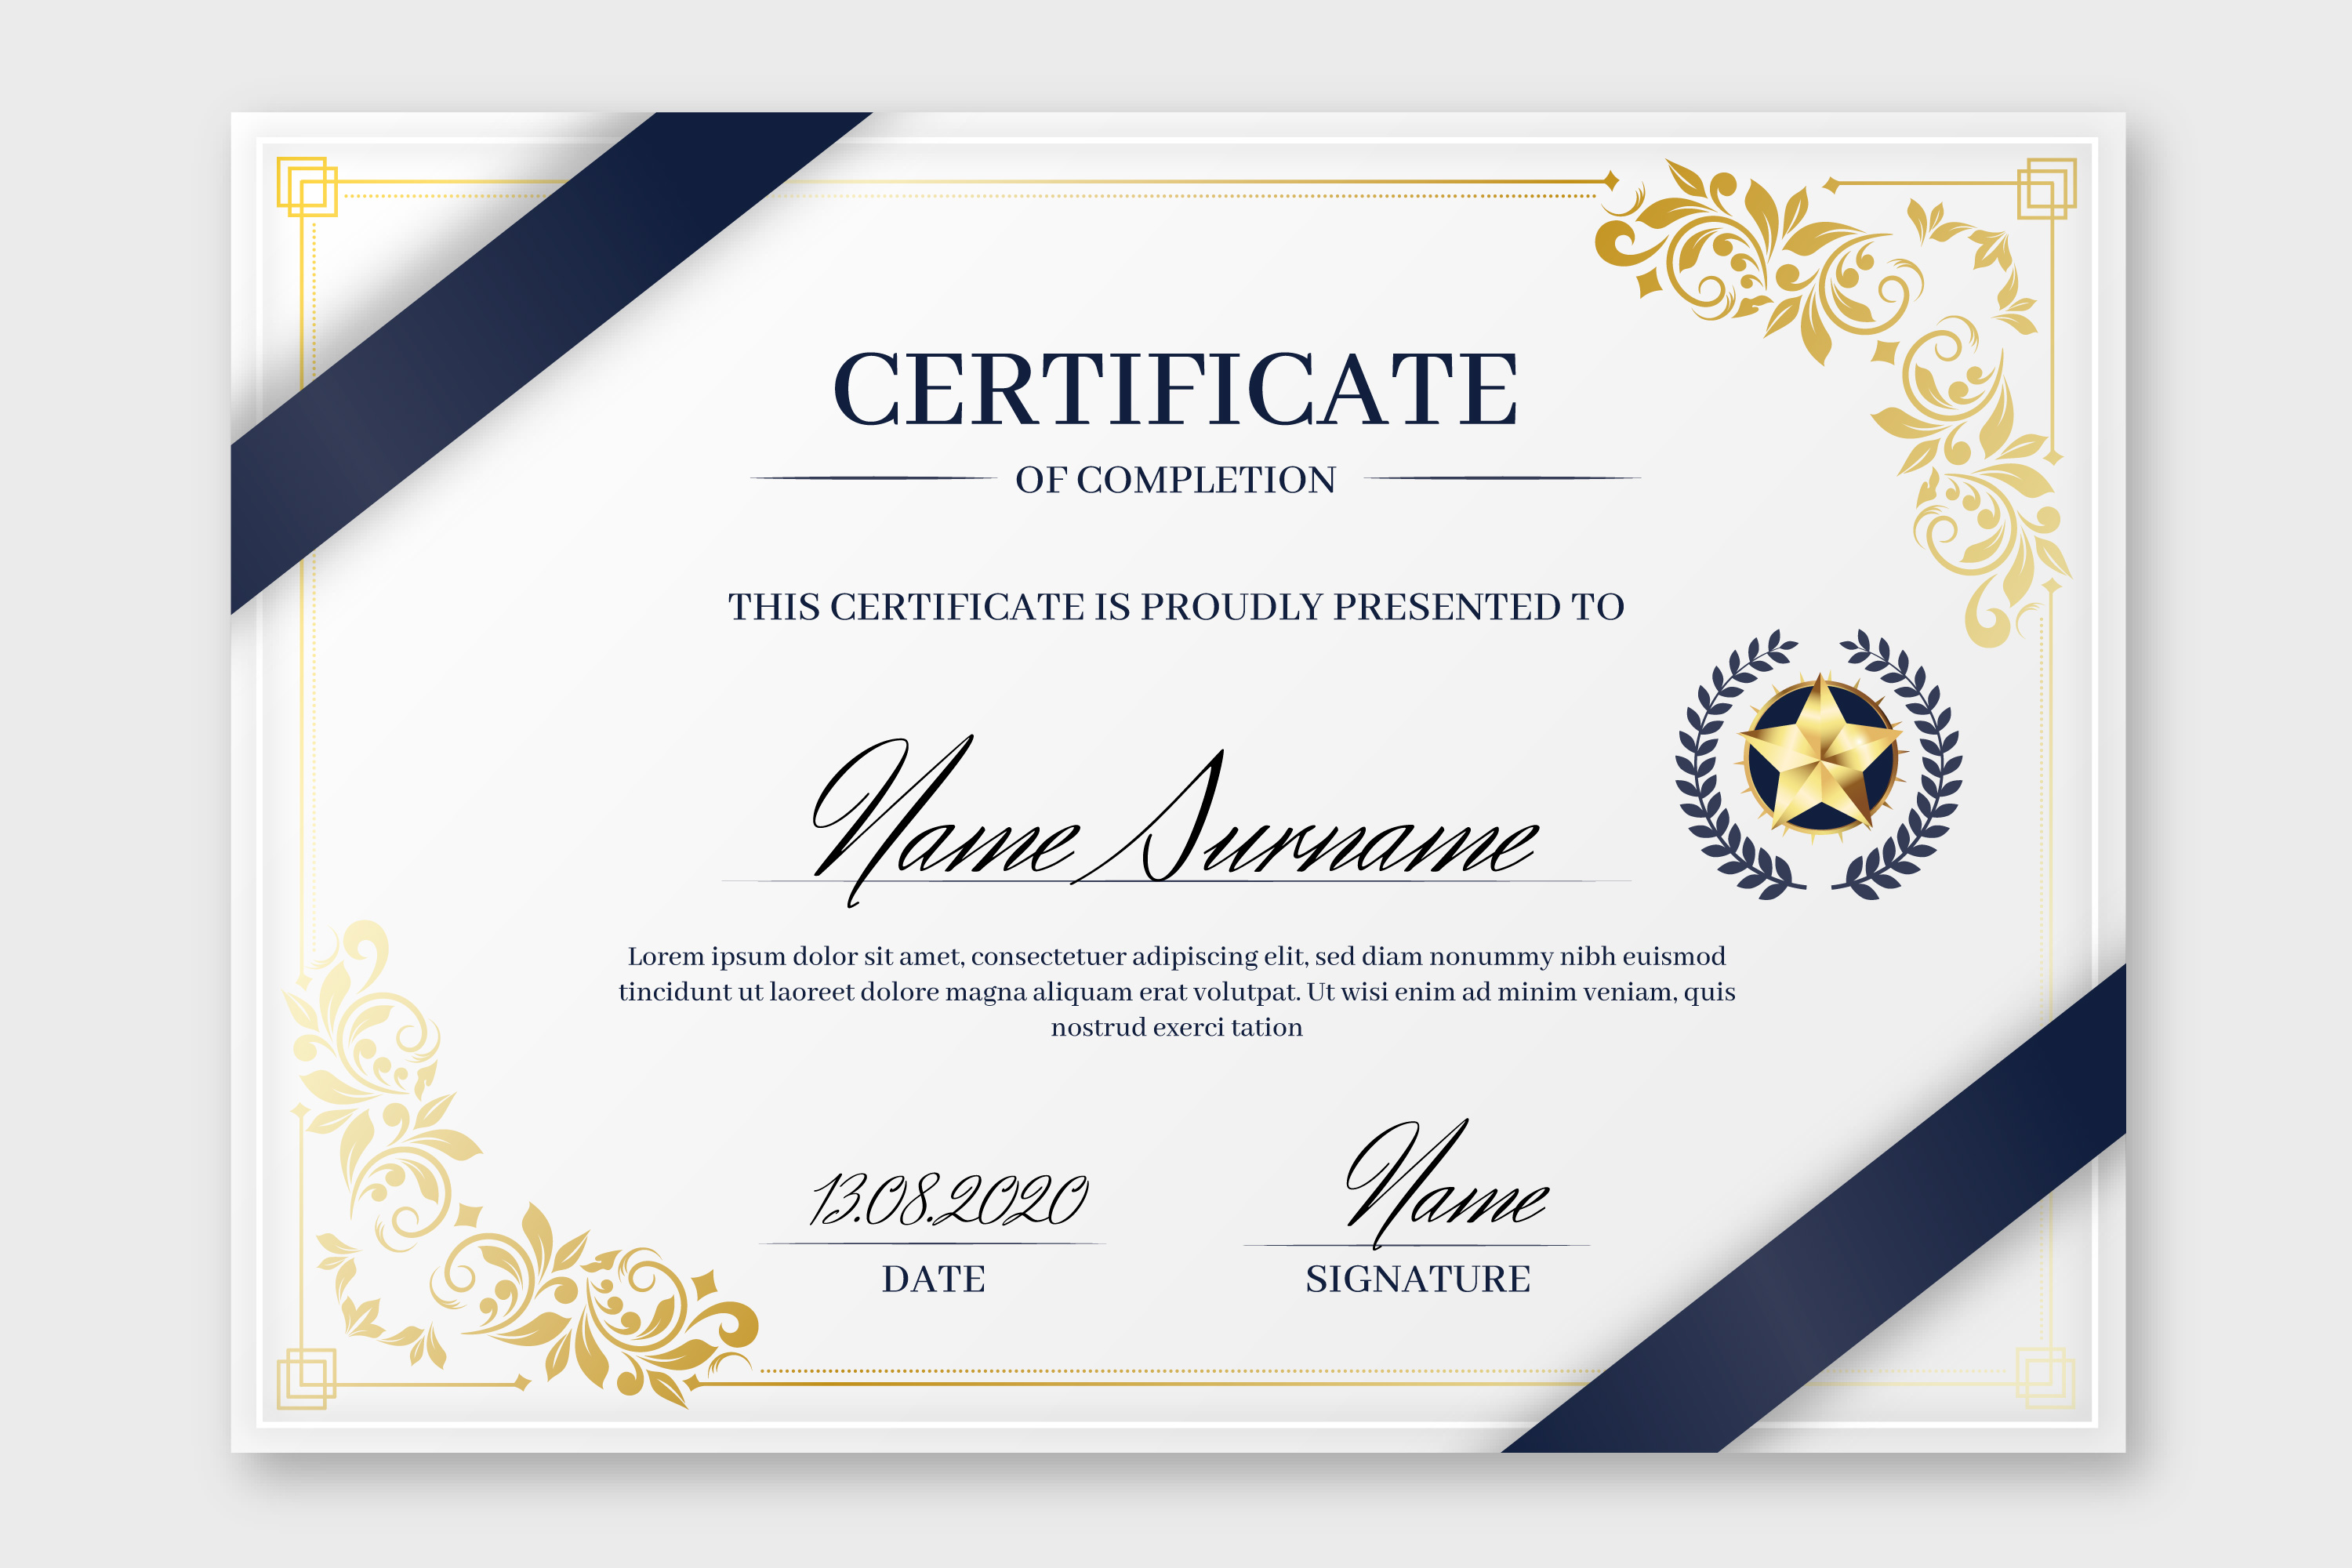 CERTIFICATE
OF COMPLETION
THIS CERTIFICATE IS PROUDLY PRESENTED TO
Name Surname
Lorem ipsum dolor sit amet, consectetuer adipiscing elit, sed diam nonummy nibh euismod
tincidunt ut laoreet dolore magna aliquam erat volutpat. Ut wisi enim ad minim veniam, quis
nostrud exerci tation
13.08.2020
DATE
Name
SIGNATURE